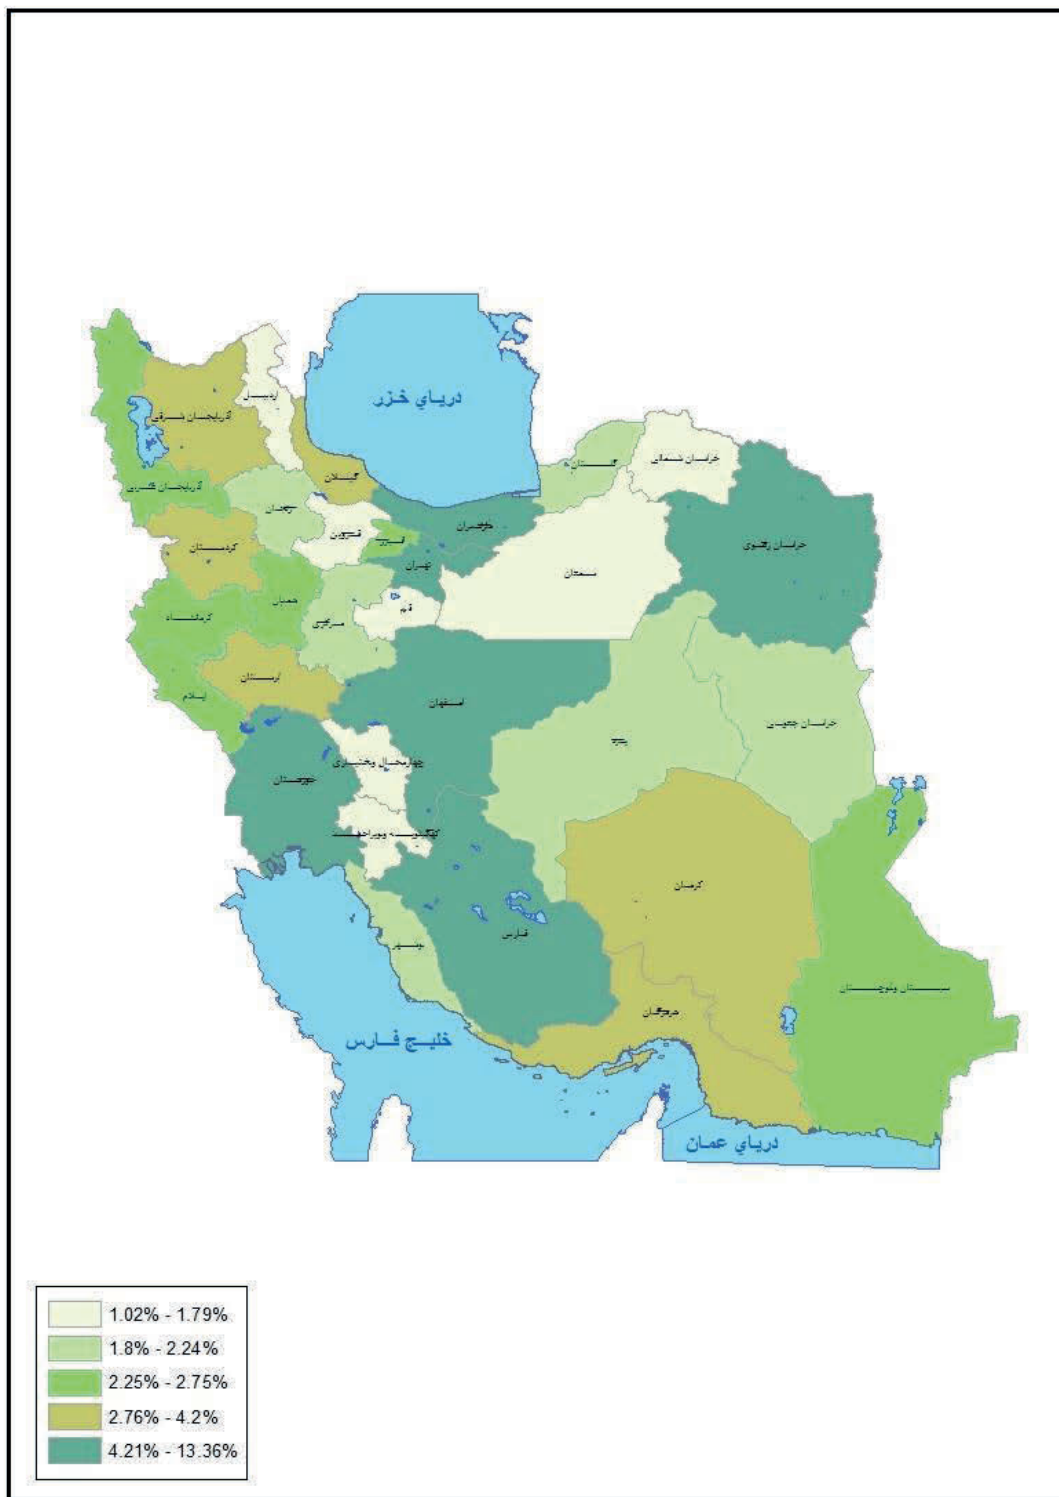 دریاي خزر
اردبیل
آذربایجان شرقی
گیلان
گلستان
خراسان شمالی
آذربایجان غربی
زنجان
قزوین
مازندران
البرز
تهران
خراسان رضوی
کردستان
سمنان
همدان
قم
مرکزی
کرمانشاه
لرستان
ایلام
اصفهان
یزد
خراسان جنوبی
چهارمحال وبختیاری
خوزستان
کهگیلویه وبویراحمد
کرمان
فارس
بوشهر
سیستان وبلوچستان
هرمزگان
خلیج فارس
دریاي عمان
1.02% - 1.79%
1.8% - 2.24%
2.25% - 2.75%
2.76% - 4.2%
4.21% - 13.36%